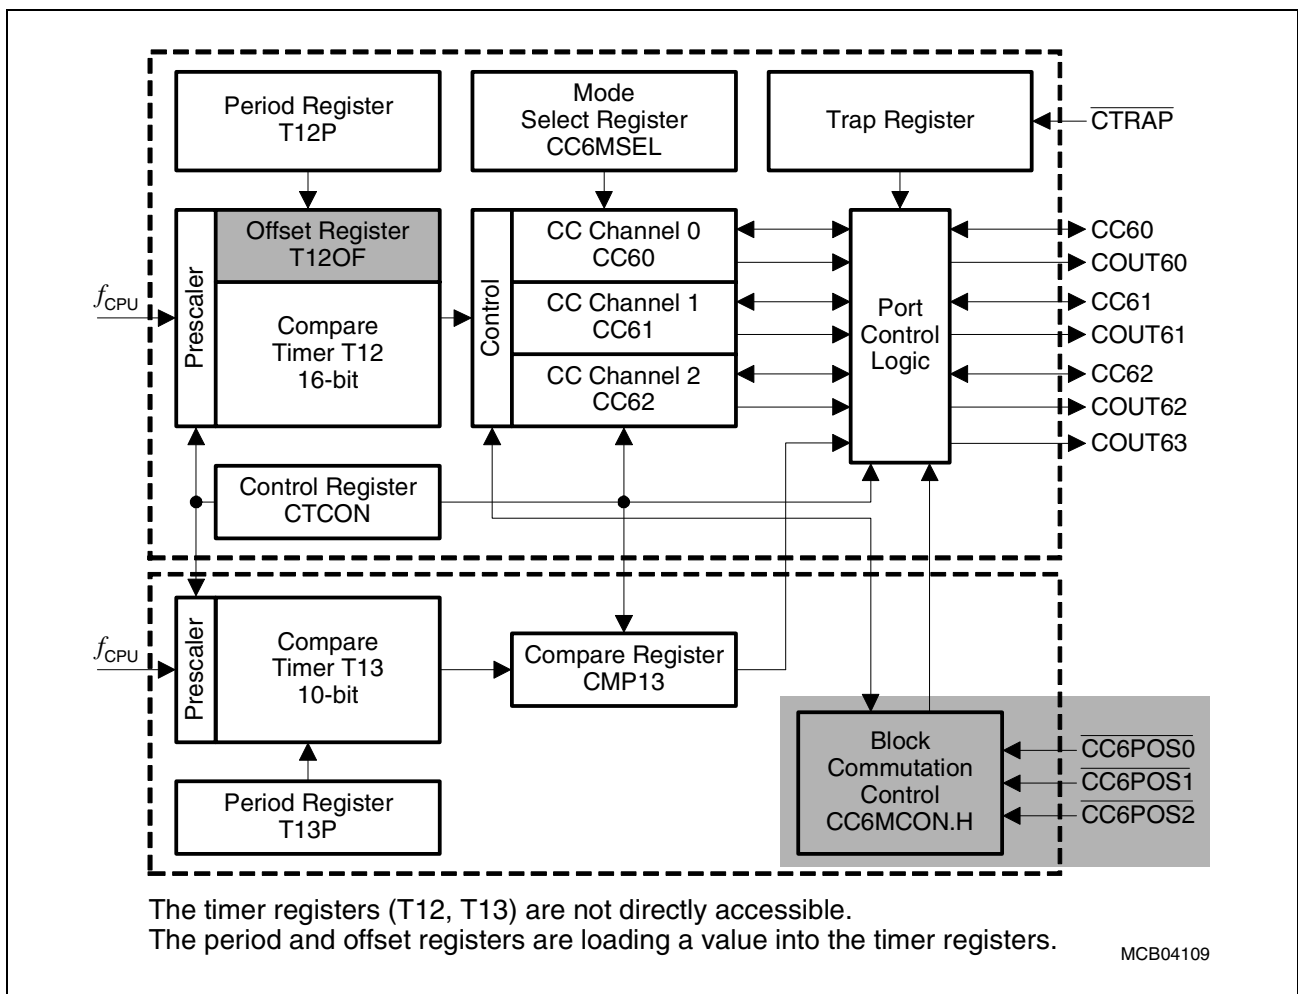 Period Register
T12P
Mode
Select Register
CC6MSEL
Trap Register
CTRAP
Prescaler
Offset Register
T12OF
Compare
Timer T12
16-bit
fCPU
Control
CC Channel 0
CC60
CC Channel 1
CC61
CC Channel 2
CC62
Port
Control
Logic
CC60
COUT60
CC61
COUT61
CC62
COUT62
COUT63
Control Register
CTCON
fCPU
Prescaler
Compare
Timer T13
10-bit
Compare Register
CMP13
Period Register
T13P
Block
Commutation
Control
CC6MCON.H
CC6POS0
CC6POS1
CC6POS2
The timer registers (T12, T13) are not directly accessible.
The period and offset registers are loading a value into the timer registers.
MCB04109